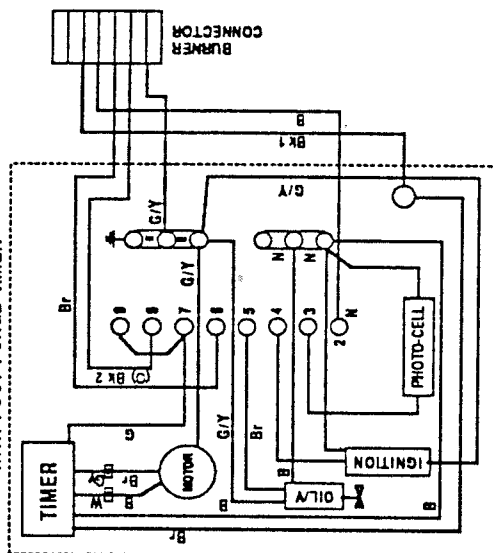 BURNER
CONNECTOR
B
Bk 1
G/Y
G/Y
Br
G/Y
N
N
9
8
7
6
5
4
3
2
N
Bk 2
G
G/Y
Br
TIMER
Gy
W
Br
B
MOTOR
B
B
OIL/V
IGNITION
PHOTO-CELL
B
Br